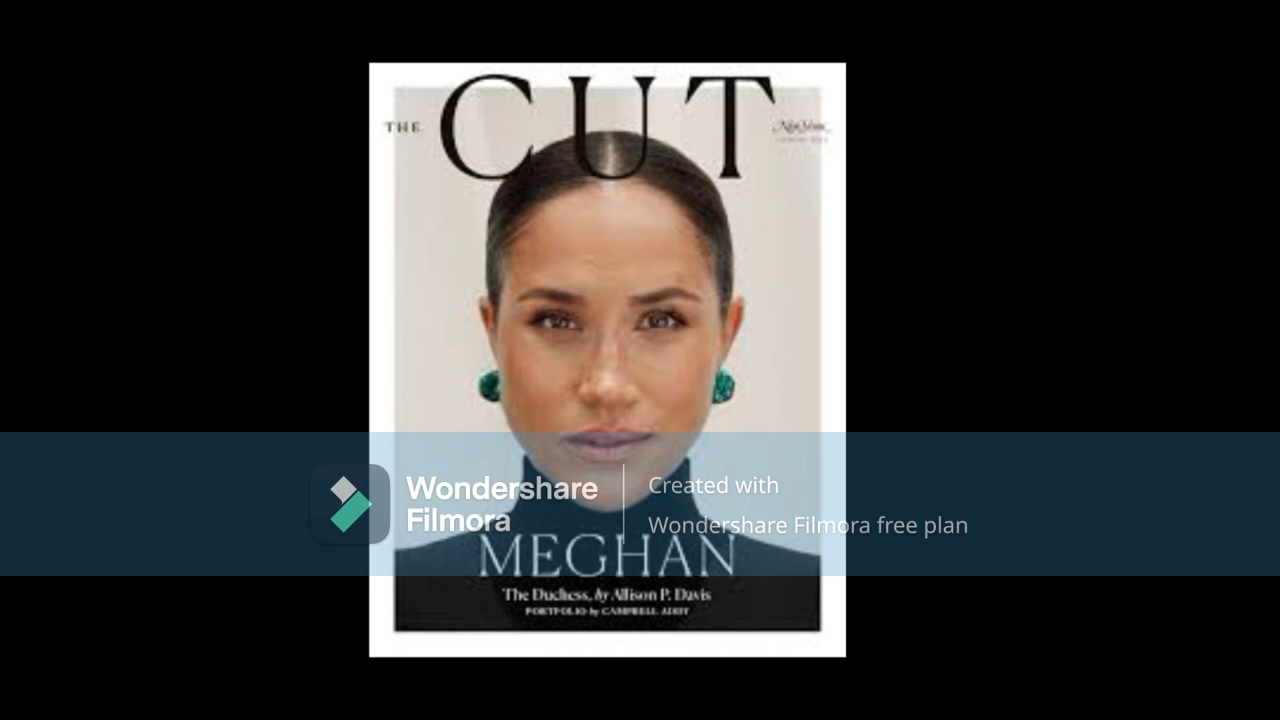 THE CUT
New York
MEGHAN
The Duchess, by Allison P. Davis
PORTFOLIO by CAMPBELL ADDY
Wondershare
Filmora
Created with
Wondershare Filmora free plan